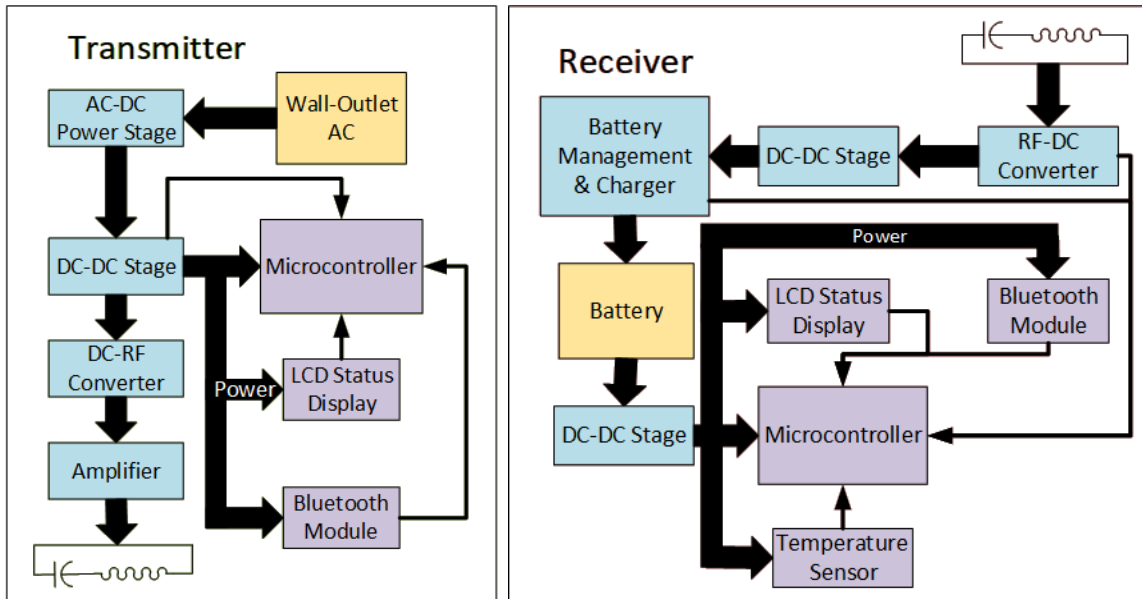 Transmitter
AC-DC
Power Stage
Wall-Outlet
AC
DC-DC Stage
Microcontroller
DC-RF
Converter
Power
LCD Status
Display
Amplifier
Bluetooth
Module
Receiver
Battery
Management
& Charger
DC-DC Stage
RF-DC
Converter
Power
Battery
LCD Status
Display
Bluetooth
Module
DC-DC Stage
Microcontroller
Temperature
Sensor